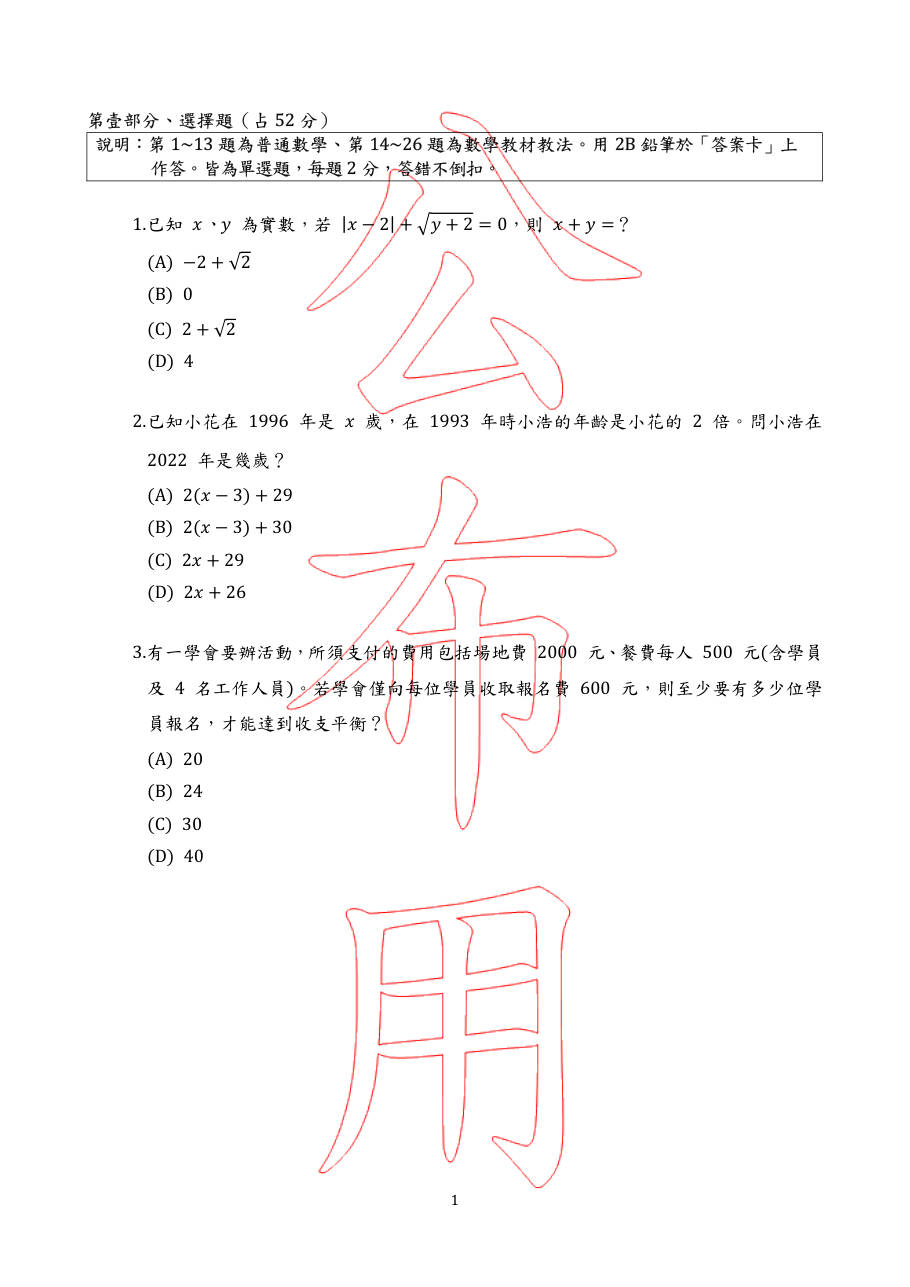 第壹部分、選擇題（占 52 分）
說明：第 1~13 題為普通數學、第 14~26 題為數學教材教法。用 2B 鉛筆於「答案卡」上
作答。皆為單選題，每題 2 分，答錯不倒扣。
1.已知 x、y 為實數，若 |x − 2| + √(y + 2) = 0，則 x + y =？
(A) −2 + √2
(B) 0
(C) 2 + √2
(D) 4
2.已知小花在 1996 年是 x 歲，在 1993 年時小浩的年齡是小花的 2 倍。問小浩在
2022 年是幾歲？
(A) 2(x − 3) + 29
(B) 2(x − 3) + 30
(C) 2x + 29
(D) 2x + 26
3.有一學會要辦活動，所須支付的費用包括場地費 2000 元、餐費每人 500 元(含學員
及 4 名工作人員)。若學會僅向每位學員收取報名費 600 元，則至少要有多少位學
員報名，才能達到收支平衡？
(A) 20
(B) 24
(C) 30
(D) 40
公
布
用
1